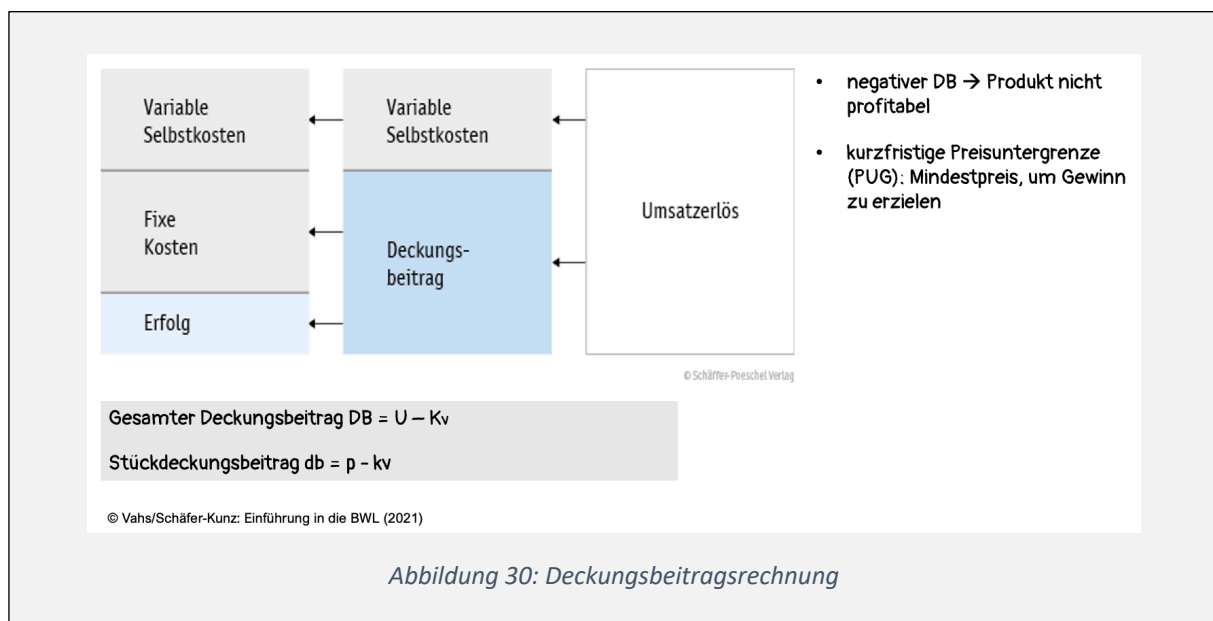 Variable
Selbstkosten
Fixe
Kosten
Erfolg
Variable
Selbstkosten
Deckungs-
beitrag
Umsatzerlös
© Schäffer-Poeschel Verlag
• negativer DB → Produkt nicht
profitabel
• kurzfristige Preisuntergrenze
(PUG): Mindestpreis, um Gewinn
zu erzielen
Gesamter Deckungsbeitrag DB = U – Kv
Stückdeckungsbeitrag db = p - kv
© Vahs/Schäfer-Kunz: Einführung in die BWL (2021)
Abbildung 30: Deckungsbeitragsrechnung